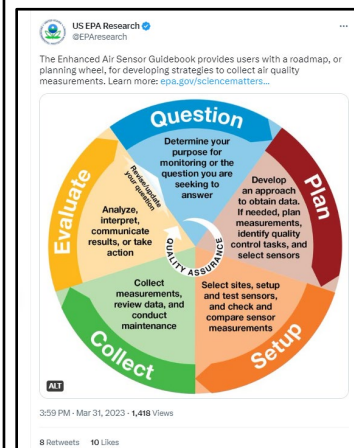 US EPA Research
@EPAresearch
The Enhanced Air Sensor Guidebook provides users with a roadmap, or
planning wheel, for developing strategies to collect air quality
measurements. Learn more: epa.gov/sciencematters...
Question
Determine your
purpose for
monitoring or the
question you are
seeking to
answer
Plan
Develop
an approach
to obtain data.
If needed, plan
measurements,
identify quality
control tasks, and
select sensors
Setup
Select sites, setup
and test sensors,
and check and
compare sensor
measurements
Collect
Collect
measurements,
review data, and
conduct
maintenance
Evaluate
Analyze,
interpret,
communicate
results, or take
action
Revise/update
your question
QUALITY ASSURANCE
ALT
3:59 PM · Mar 31, 2023 · 1,418 Views
8 Retweets 10 Likes